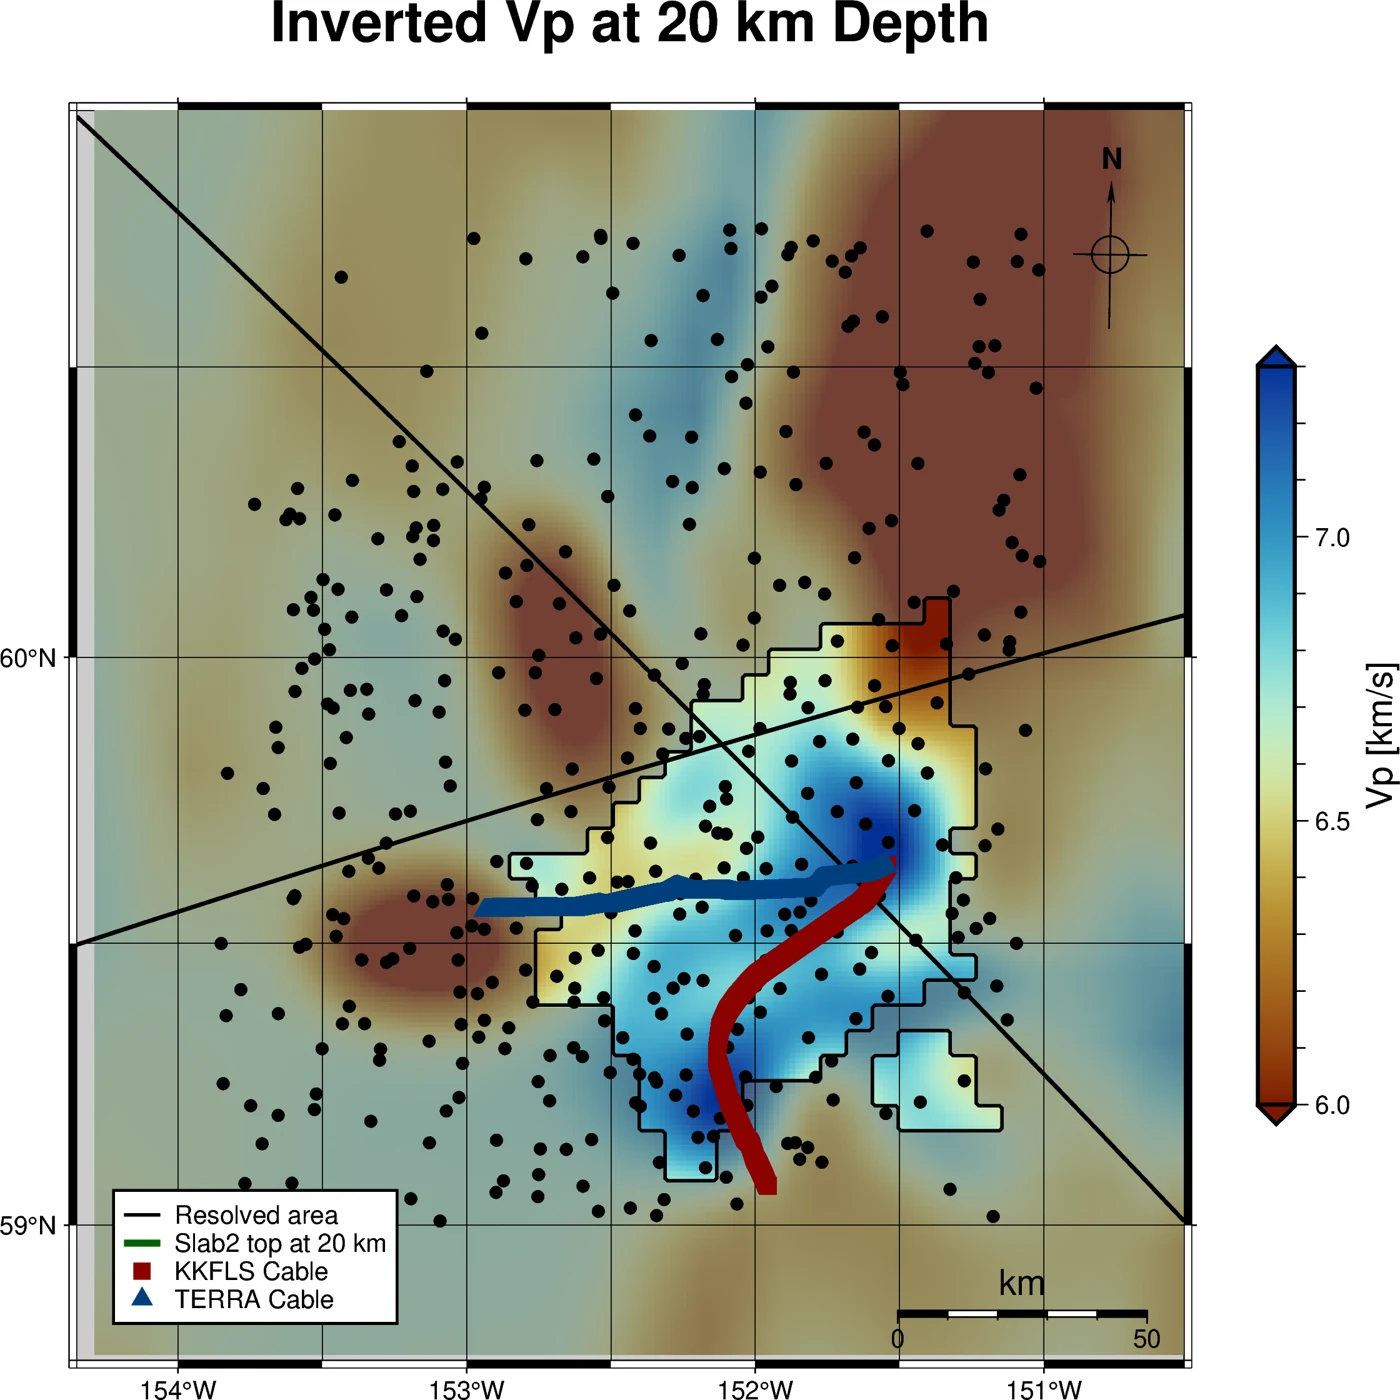 Inverted Vp at 20 km Depth
N
60°N
59°N
154°W
153°W
152°W
151°W
Resolved area
Slab2 top at 20 km
KKFLS Cable
TERRA Cable
km
0
50
7.0
6.5
6.0
Vp [km/s]